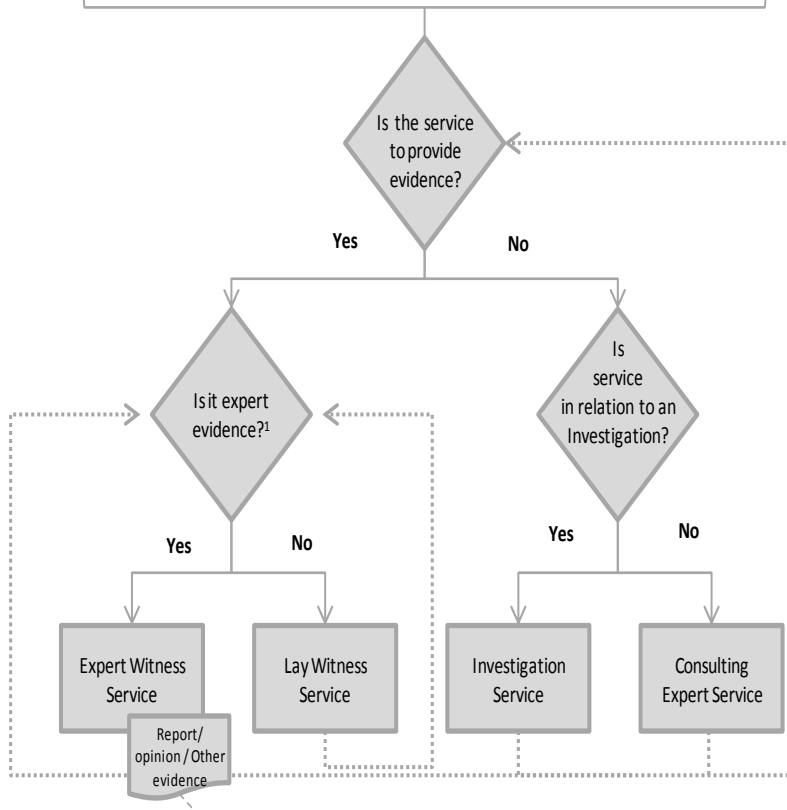 Is the service
to provide
evidence?
Yes
No
Is it expert
evidence?¹
Is
service
in relation to an
Investigation?
Yes
No
Yes
No
Expert Witness
Service
Lay Witness
Service
Investigation
Service
Consulting
Expert Service
Report/
opinion / Other
evidence